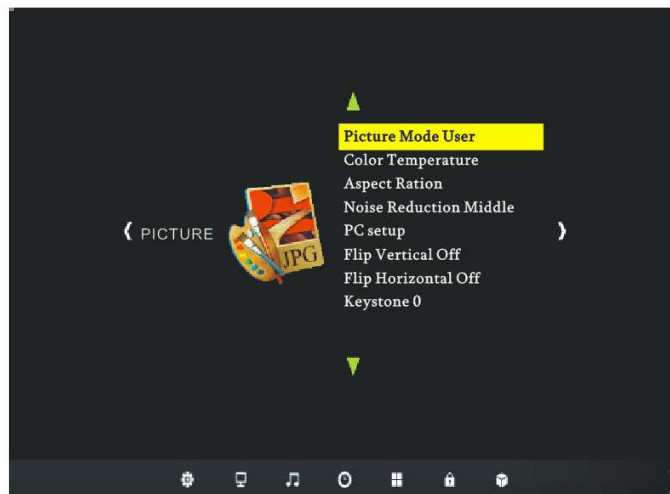 PICTURE
JPG
Picture Mode User
Color Temperature
Aspect Ration
Noise Reduction Middle
PC setup
Flip Vertical Off
Flip Horizontal Off
Keystone 0